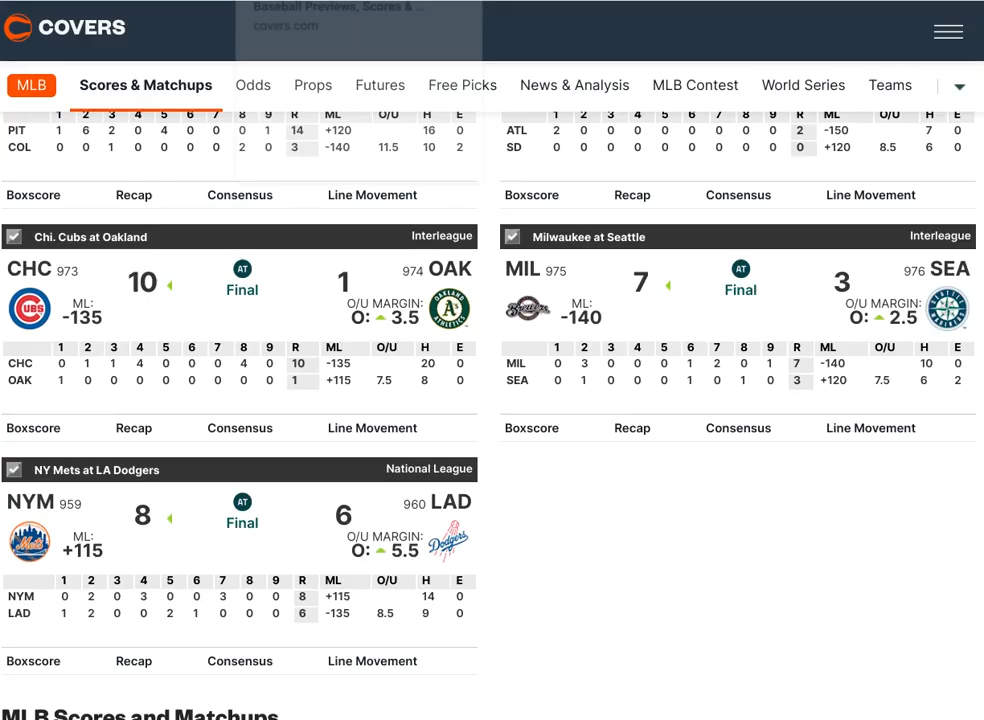 Baseball Previews, Scores & ...
covers.com
COVERS
MLB Scores & Matchups Odds Props Futures Free Picks News & Analysis MLB Contest World Series Teams
1 2 3 4 5 6 7 8 9 R ML O/U H E
PIT 1 6 2 0 4 0 0 0 1 14 +120 16 0
COL 0 0 1 0 0 0 0 2 0 3 -140 11.5 10 2
Boxscore Recap Consensus Line Movement
1 2 3 4 5 6 7 8 9 R ML O/U H E
ATL 2 0 0 0 0 0 0 0 0 2 -150 7 0
SD 0 0 0 0 0 0 0 0 0 0 +120 8.5 6 0
Boxscore Recap Consensus Line Movement
Chi. Cubs at Oakland Interleague
CHC 973 10 AT Final 1 974 OAK
ML: -135 O/U MARGIN: O: 3.5
CUBS
A's
1 2 3 4 5 6 7 8 9 R ML O/U H E
CHC 0 1 1 4 0 0 0 4 0 10 -135 20 0
OAK 1 0 0 0 0 0 0 0 0 1 +115 7.5 8 0
Boxscore Recap Consensus Line Movement
Milwaukee at Seattle Interleague
MIL 975 7 AT Final 3 976 SEA
ML: -140 O/U MARGIN: O: 2.5
Brewers
1 2 3 4 5 6 7 8 9 R ML O/U H E
MIL 0 3 0 0 0 1 2 0 1 7 -140 10 0
SEA 0 1 0 0 0 1 0 1 0 3 +120 7.5 6 2
Boxscore Recap Consensus Line Movement
NY Mets at LA Dodgers National League
NYM 959 8 AT Final 6 960 LAD
ML: +115 O/U MARGIN: O: 5.5
Mets
Dodgers
1 2 3 4 5 6 7 8 9 R ML O/U H E
NYM 0 2 0 3 0 0 3 0 0 8 +115 14 0
LAD 1 2 0 0 2 1 0 0 0 6 -135 8.5 9 0
Boxscore Recap Consensus Line Movement
MLB Scores and Matchups